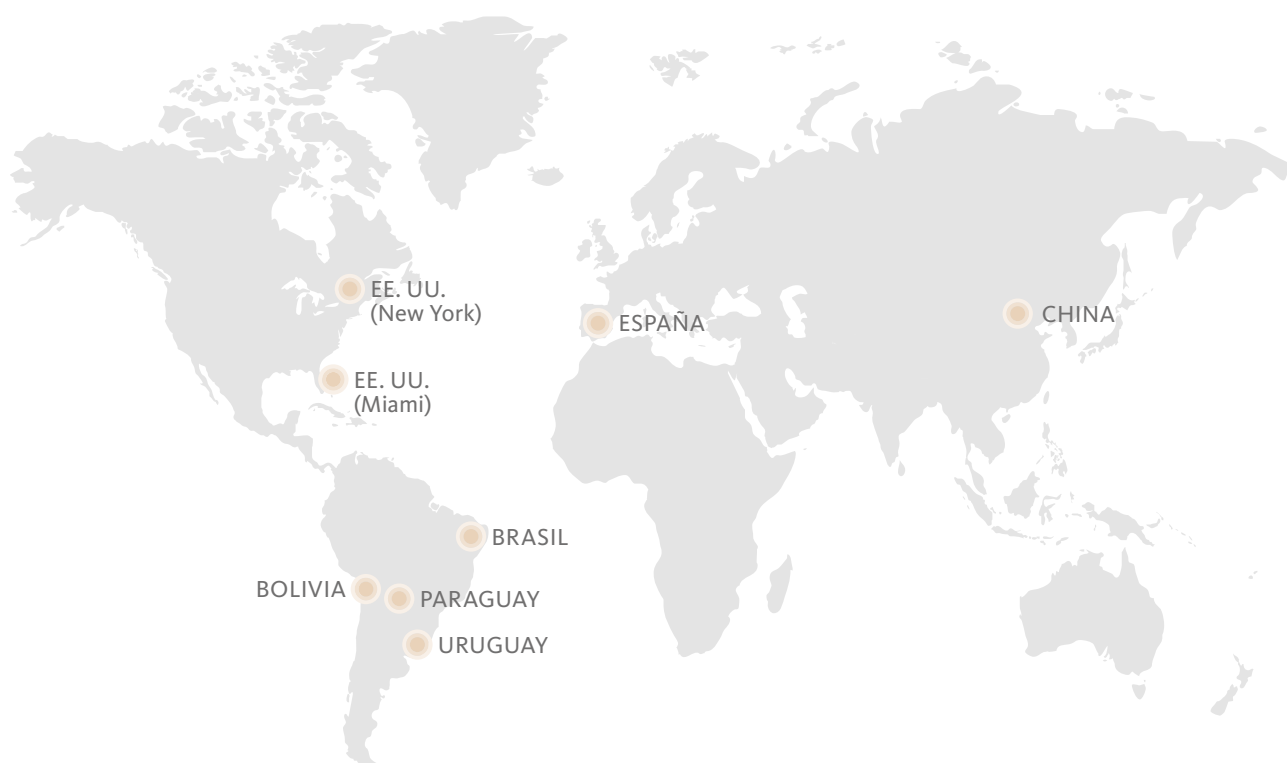 EE. UU.
(New York)
ESPAÑA
CHINA
EE. UU.
(Miami)
BRASIL
BOLIVIA
PARAGUAY
URUGUAY